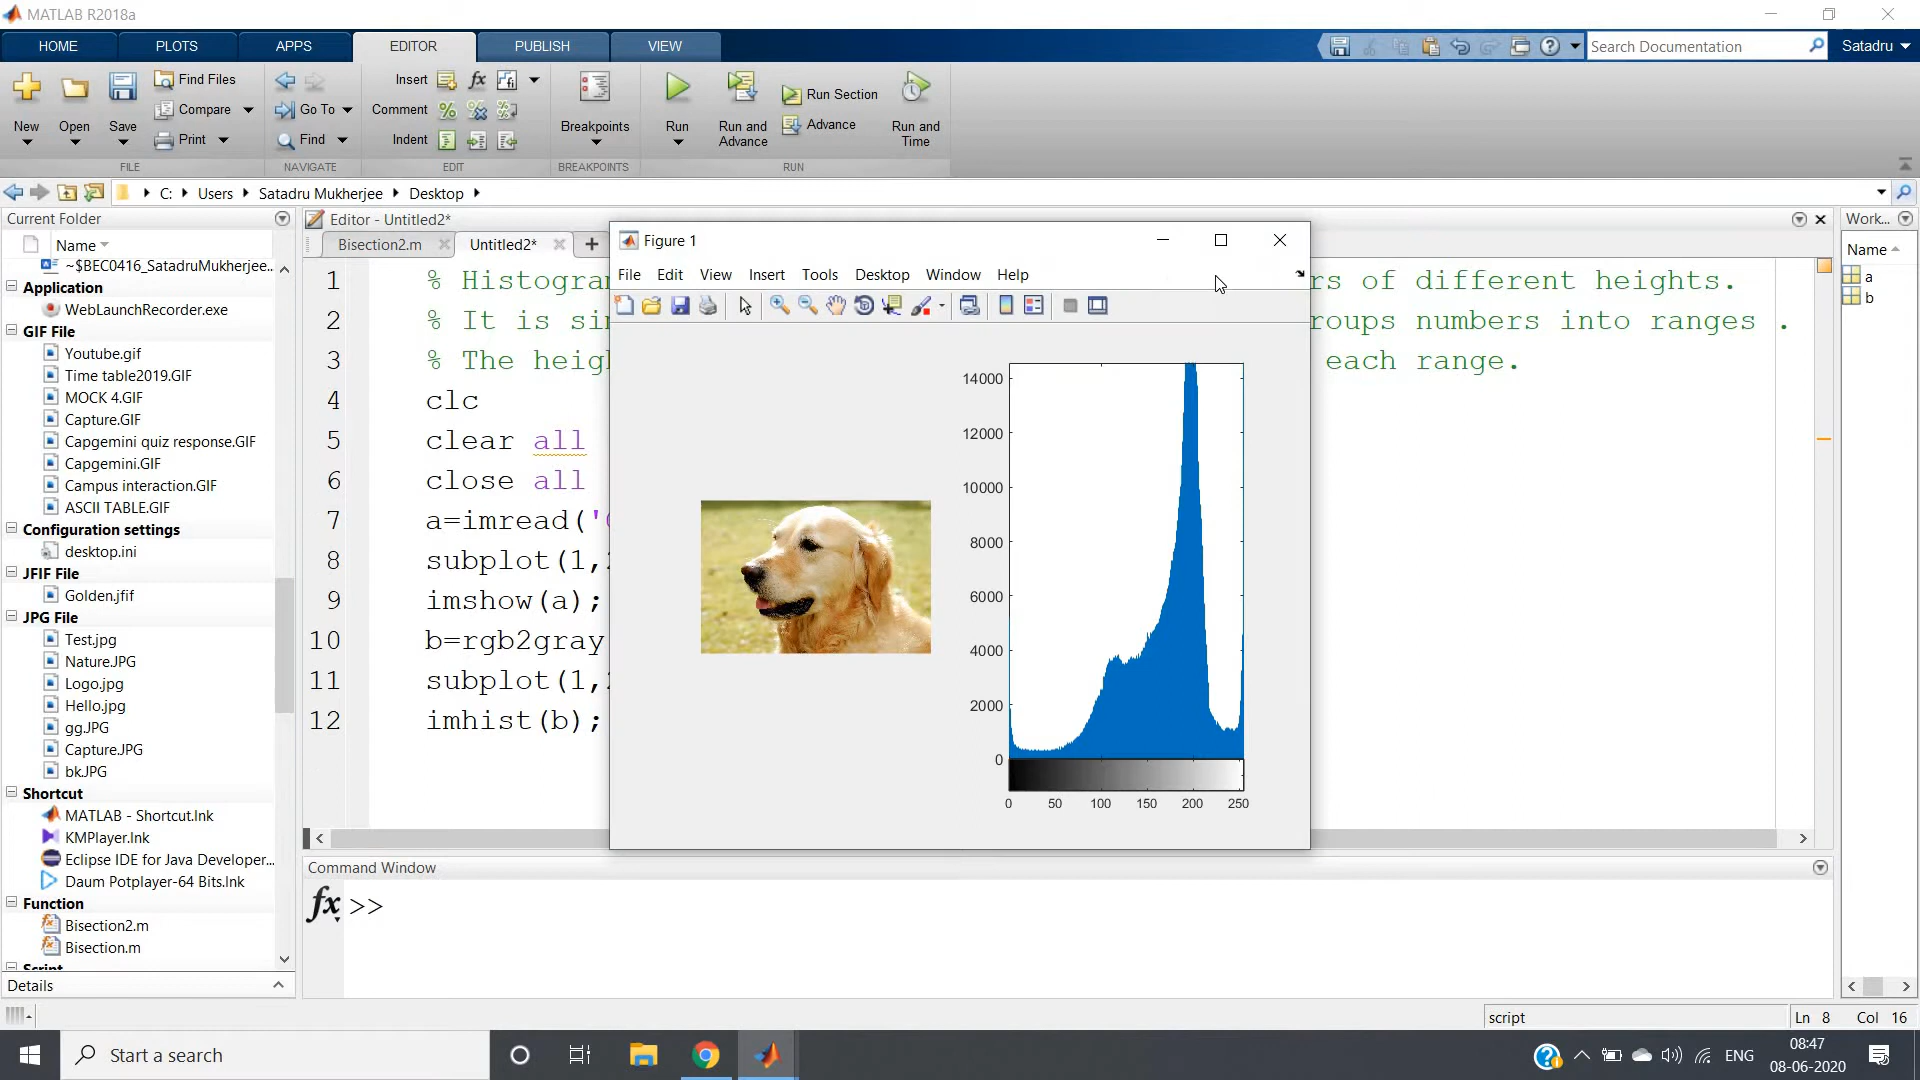 MATLAB R2018a
HOME
PLOTS
APPS
EDITOR
PUBLISH
VIEW
Search Documentation
Satadru
New
Open
Save
Find Files
Compare
Print
Go To
Find
Insert
fx
Comment
Indent
Breakpoints
Run
Run and
Advance
Run Section
Advance
Run and
Time
FILE
NAVIGATE
EDIT
BREAKPOINTS
RUN
C:
Users
Satadru Mukherjee
Desktop
Current Folder
Name
~$BEC0416_SatadruMukherjee...
Application
WebLaunchRecorder.exe
GIF File
Youtube.gif
Time table2019.GIF
MOCK 4.GIF
Capture.GIF
Capgemini quiz response.GIF
Capgemini.GIF
Campus interaction.GIF
ASCII TABLE.GIF
Configuration settings
desktop.ini
JFIF File
Golden.jfif
JPG File
Test.jpg
Nature.JPG
Logo.jpg
Hello.jpg
gg.JPG
Capture.JPG
bk.JPG
Shortcut
MATLAB - Shortcut.lnk
KMPlayer.lnk
Eclipse IDE for Java Developer...
Daum Potplayer-64 Bits.lnk
Function
Bisection2.m
Bisection.m
Script
Details
Editor - Untitled2*
Bisection2.m
Untitled2*
1 % Histogram rs of different heights.
2 % It is sim roups numbers into ranges .
3 % The heigh each range.
4 clc
5 clear all
6 close all
7 a=imread('G
8 subplot(1,2
9 imshow(a);
10 b=rgb2gray
11 subplot(1,2
12 imhist(b);
Figure 1
File Edit View Insert Tools Desktop Window Help
14000
12000
10000
8000
6000
4000
2000
0
0 50 100 150 200 250
Command Window
fx >>
Work...
Name
a
b
script
Ln 8 Col 16
Start a search
ENG
08:47
08-06-2020